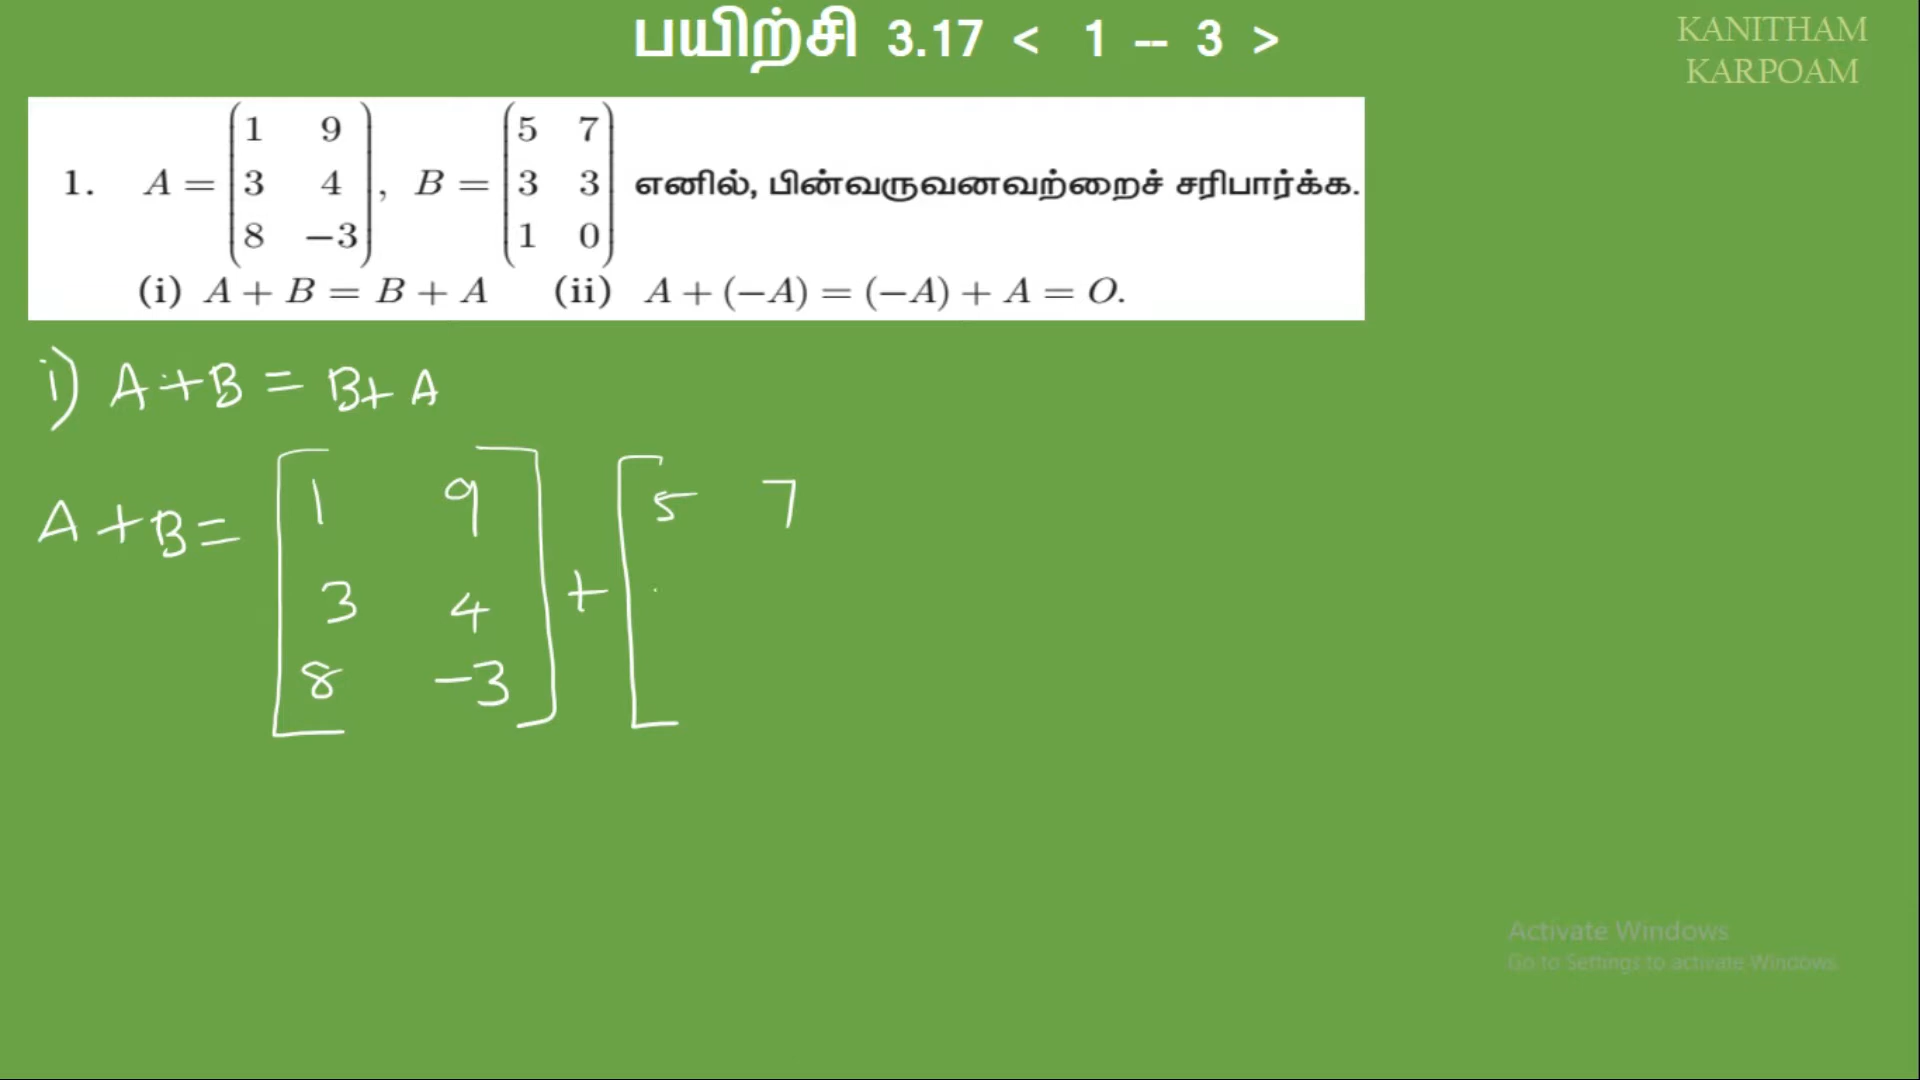 பயிற்சி 3.17 < 1 -- 3 >
KANITHAM
KARPOAM
1. A = (1 9
3 4
8 −3), B = (5 7
3 3
1 0) எனில், பின்வருவனவற்றைச் சரிபார்க்க.
(i) A + B = B + A (ii) A + (−A) = (−A) + A = O.
i) A+B = B+A
A+B = [1 9
3 4
8 −3] + [5 7
Activate Windows
Go to Settings to activate Windows.